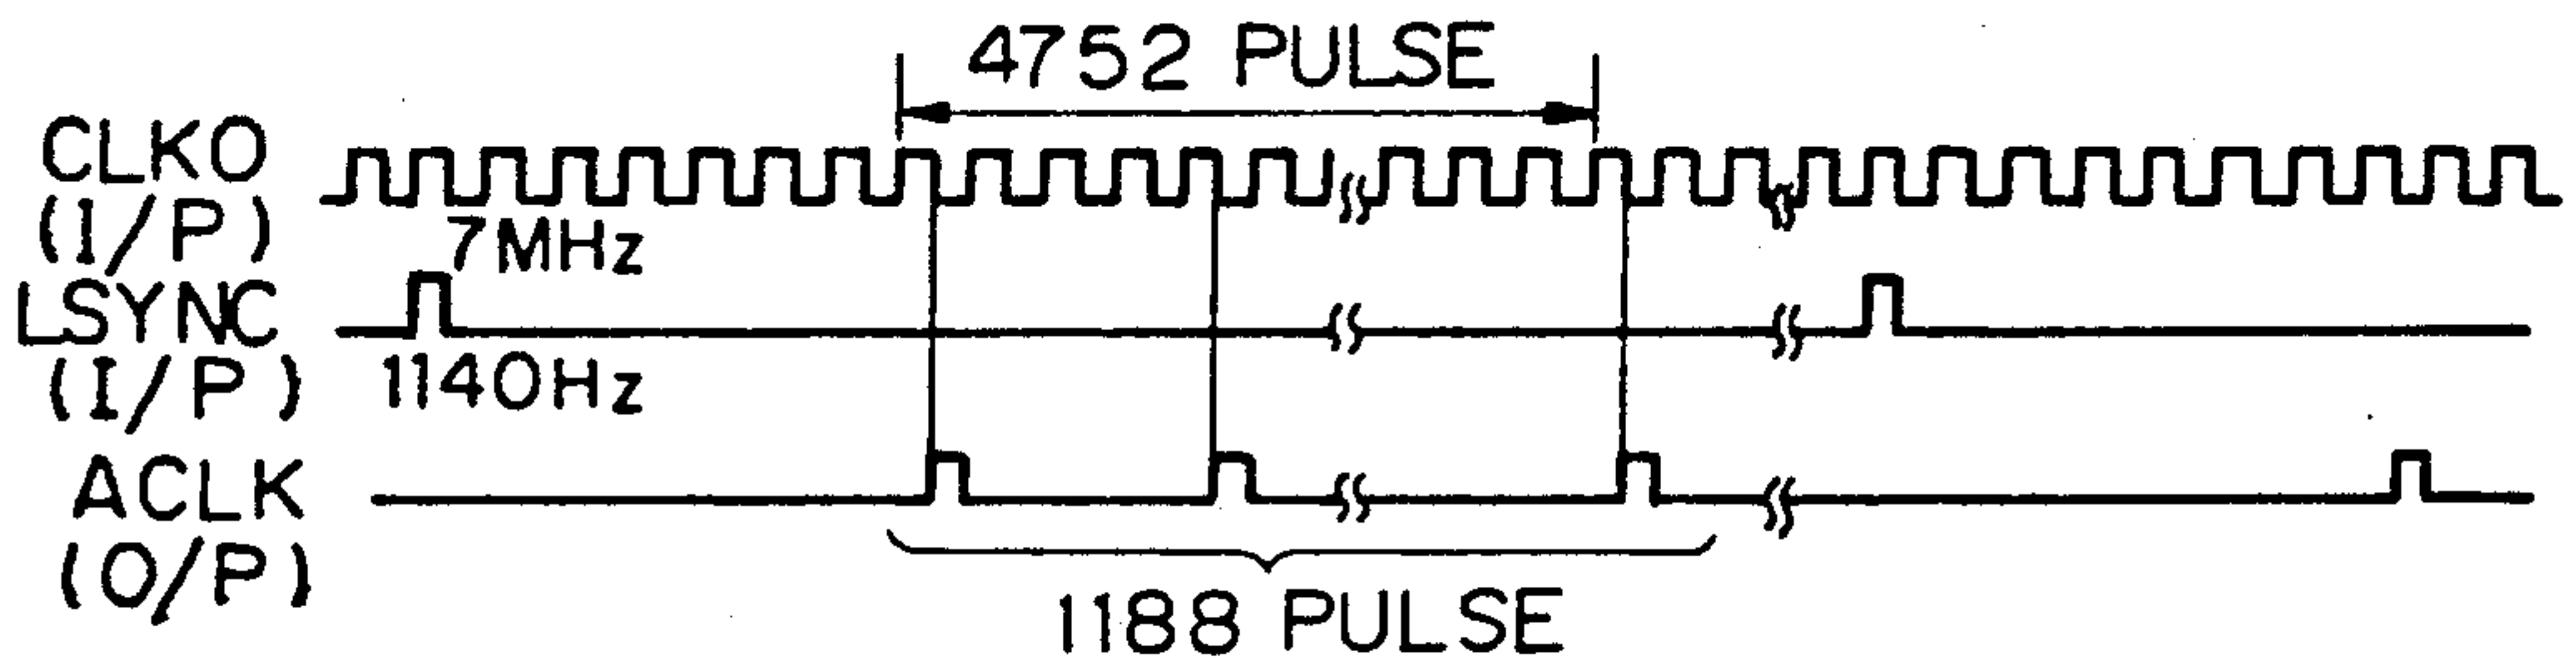 4752 PULSE
CLKO
(I/P)
7MHz
LSYNC
(I/P)
1140Hz
ACLK
(O/P)
1188 PULSE